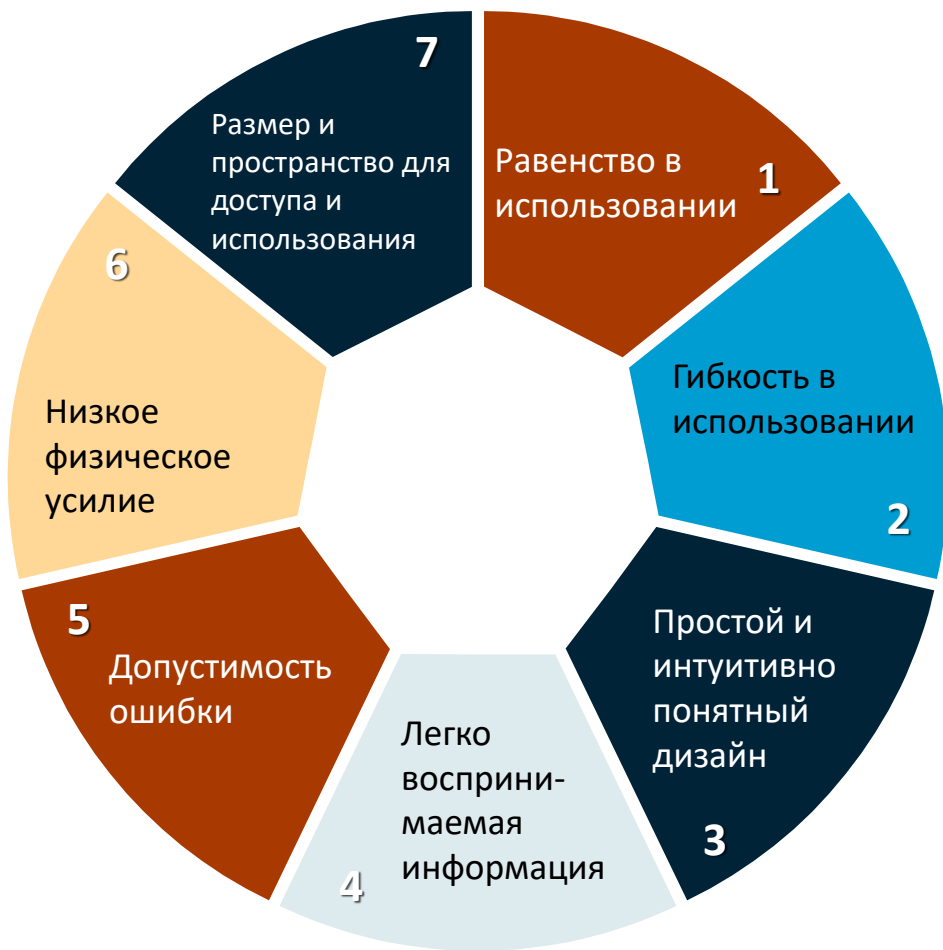 1
Равенство в
использовании
Гибкость в
использовании
2
Простой и
интуитивно
понятный
дизайн
3
Легко
восприни-
маемая
информация
4
5
Допустимость
ошибки
6
Низкое
физическое
усилие
7
Размер и
пространство для
доступа и
использования